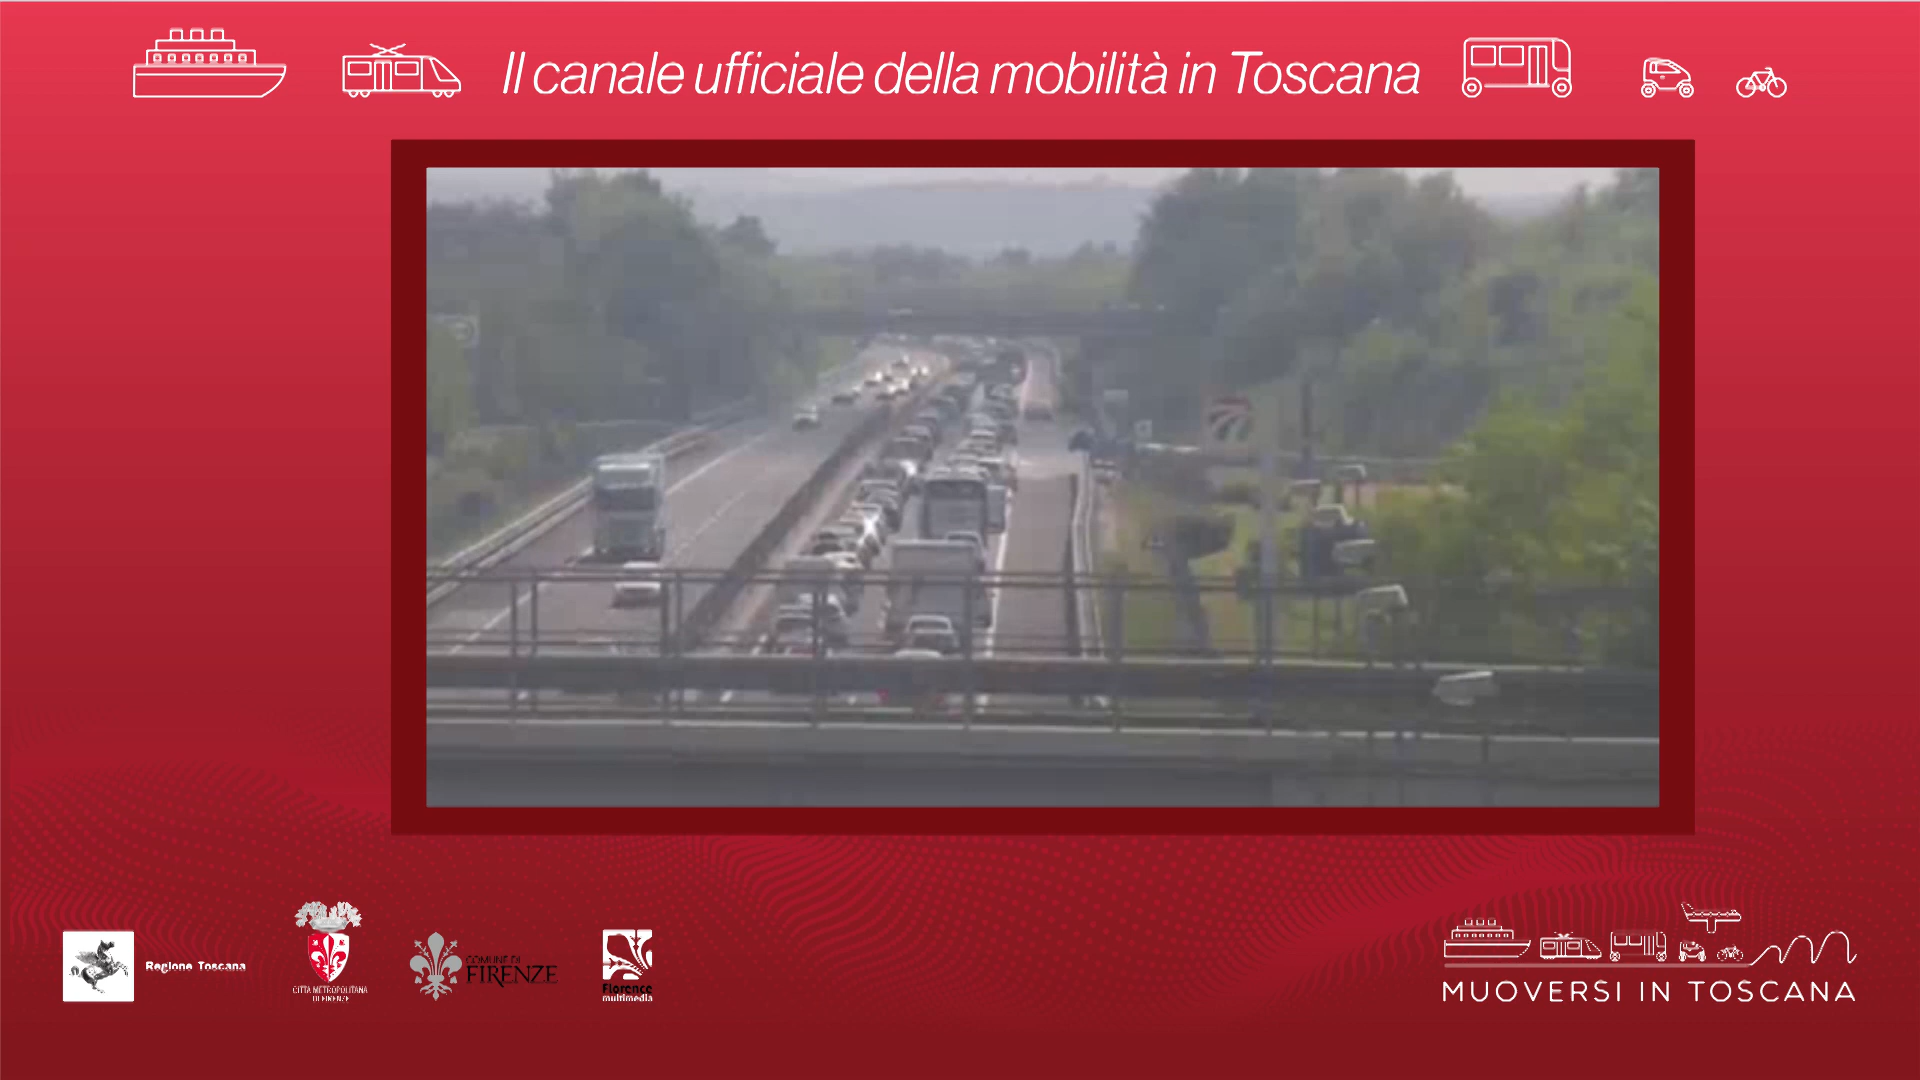 Il canale ufficiale della mobilità in Toscana
Regione Toscana
CITTÀ METROPOLITANA
DI FIRENZE
COMUNE DI
FIRENZE
Florence
multimedia
MUOVERSI IN TOSCANA